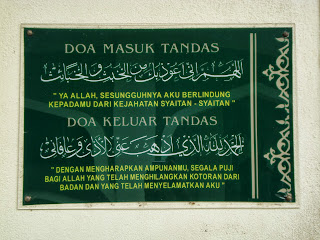 DOA MASUK TANDAS
اللهم إني أعوذ بك من الخبث والخبائث
" YA ALLAH, SESUNGGUHNYA AKU BERLINDUNG
KEPADAMU DARI KEJAHATAN SYAITAN - SYAITAN "
DOA KELUAR TANDAS
الحمد لله الذي اذهب عني الأذى وعافاني
" DENGAN MENGHARAPKAN AMPUNANMU, SEGALA PUJI
BAGI ALLAH YANG TELAH MENGHILANGKAN KOTORAN DARI
BADAN DAN YANG TELAH MENYELAMATKAN AKU "